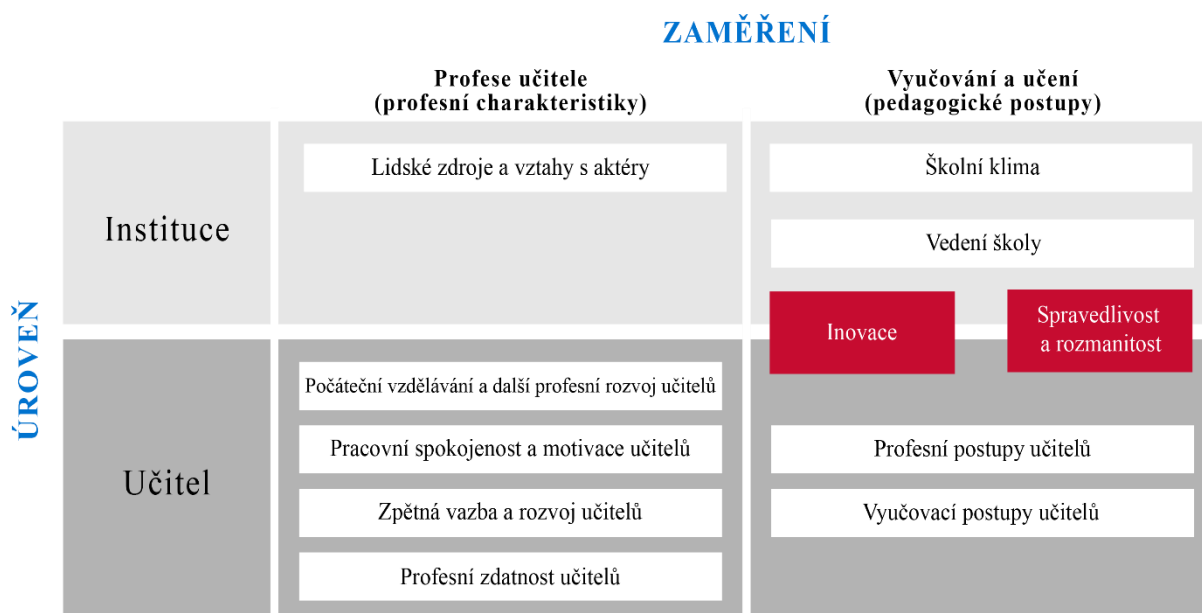 ZAMĚŘENÍ
Profese učitele
(profesní charakteristiky)
Vyučování a učení
(pedagogické postupy)
ÚROVEŇ
Instituce
Lidské zdroje a vztahy s aktéry
Školní klima
Vedení školy
Inovace
Spravedlivost
a rozmanitost
Učitel
Počáteční vzdělávání a další profesní rozvoj učitelů
Pracovní spokojenost a motivace učitelů
Zpětná vazba a rozvoj učitelů
Profesní zdatnost učitelů
Profesní postupy učitelů
Vyučovací postupy učitelů